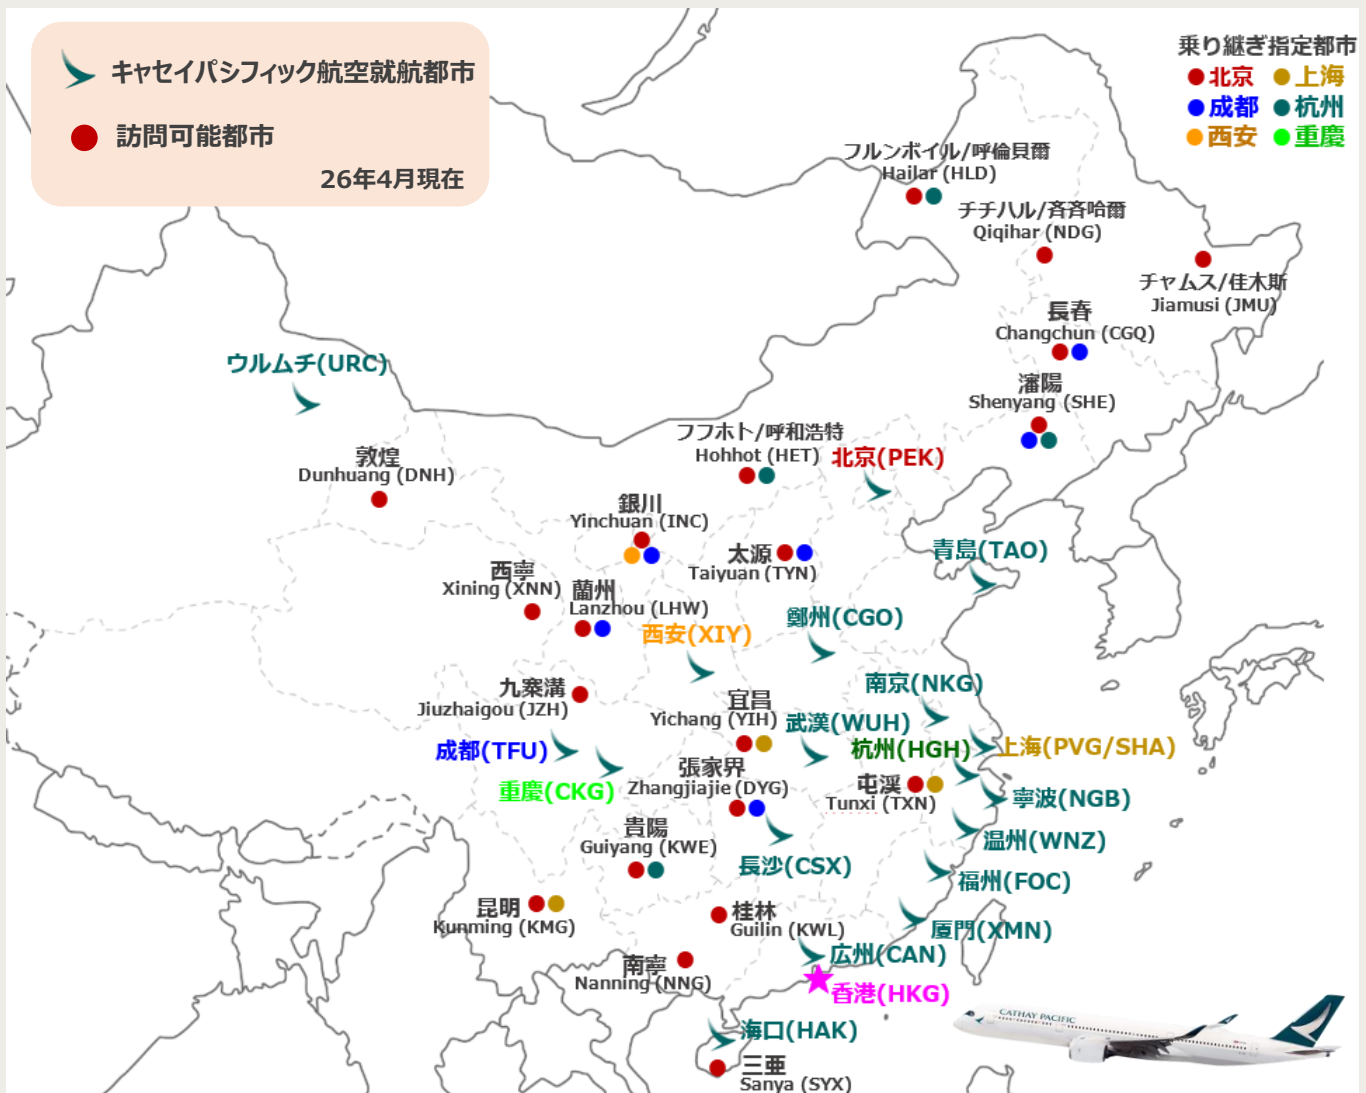 キャセイパシフィック航空就航都市
訪問可能都市
26年4月現在
乗り継ぎ指定都市
北京 上海
成都 杭州
西安 重慶
フルンボイル/呼倫貝爾
Hailar (HLD)
チチハル/斉斉哈爾
Qiqihar (NDG)
チャムス/佳木斯
Jiamusi (JMU)
長春
Changchun (CGQ)
瀋陽
Shenyang (SHE)
ウルムチ(URC)
敦煌
Dunhuang (DNH)
フフホト/呼和浩特
Hohhot (HET)
北京(PEK)
銀川
Yinchuan (INC)
太源
Taiyuan (TYN)
青島(TAO)
西寧
Xining (XNN)
蘭州
Lanzhou (LHW)
西安(XIY)
鄭州(CGO)
九寨溝
Jiuzhaigou (JZH)
宜昌
Yichang (YIH)
南京(NKG)
武漢(WUH)
成都(TFU)
重慶(CKG)
杭州(HGH)
上海(PVG/SHA)
張家界
Zhangjiajie (DYG)
屯渓
Tunxi (TXN)
寧波(NGB)
温州(WNZ)
貴陽
Guiyang (KWE)
長沙(CSX)
福州(FOC)
昆明
Kunming (KMG)
桂林
Guilin (KWL)
厦門(XMN)
広州(CAN)
南寧
Nanning (NNG)
香港(HKG)
海口(HAK)
三亜
Sanya (SYX)
CATHAY PACIFIC